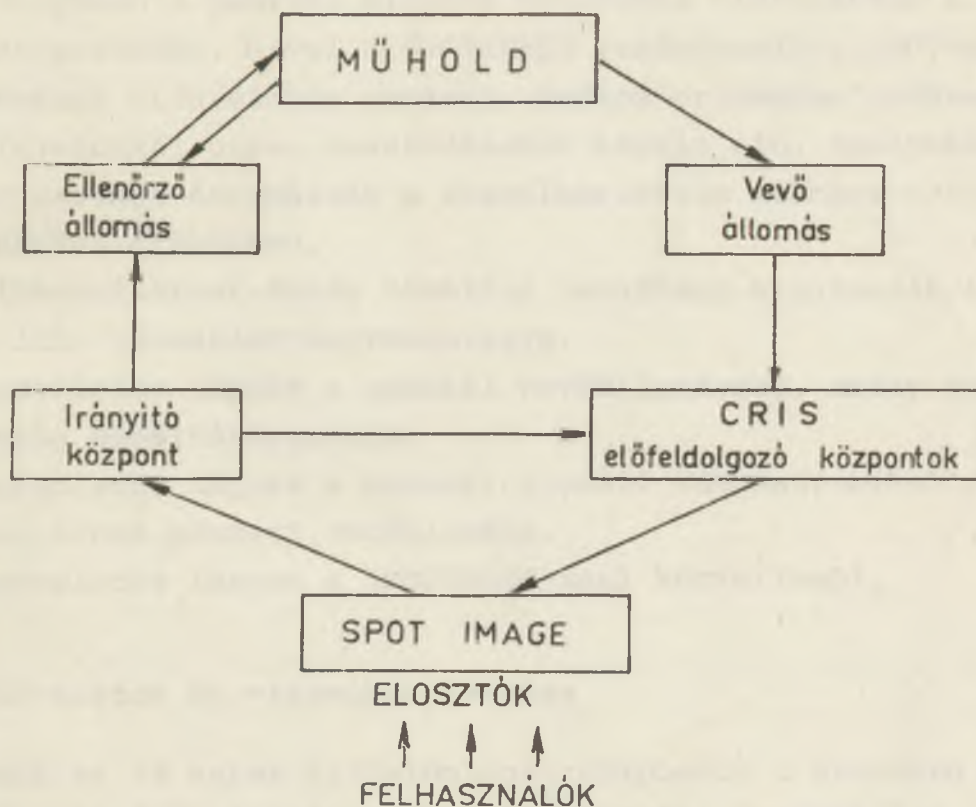 MŰHOLD
Ellenőrző
állomás
Vevő
állomás
Irányító
központ
CRIS
előfeldolgozó központok
SPOT IMAGE
ELOSZTÓK
FELHASZNÁLÓK